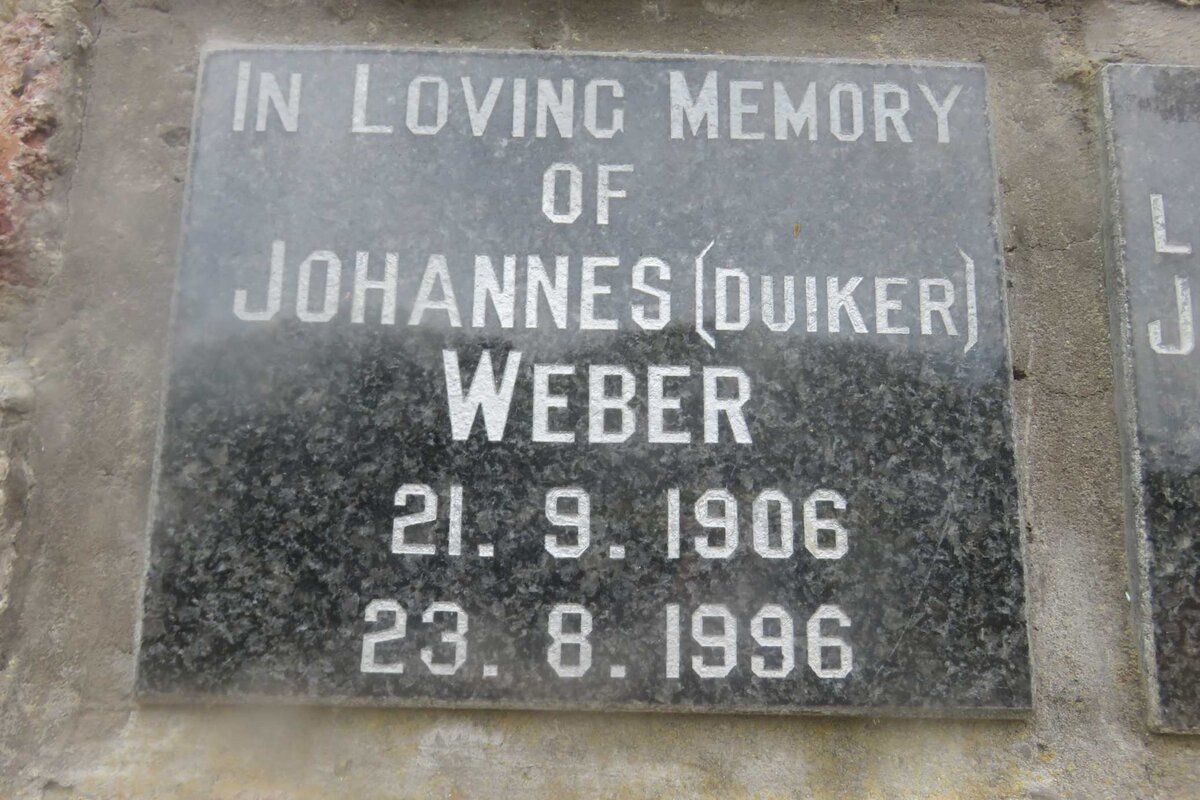 IN LOVING MEMORY
OF
JOHANNES (DUIKER)
WEBER
21. 9. 1906
23. 8. 1996
L
J